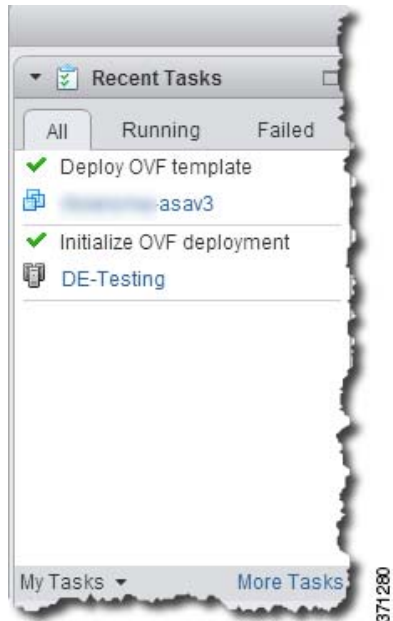 Recent Tasks
All Running Failed
Deploy OVF template
-asav3
Initialize OVF deployment
DE-Testing
My Tasks More Tasks
371280